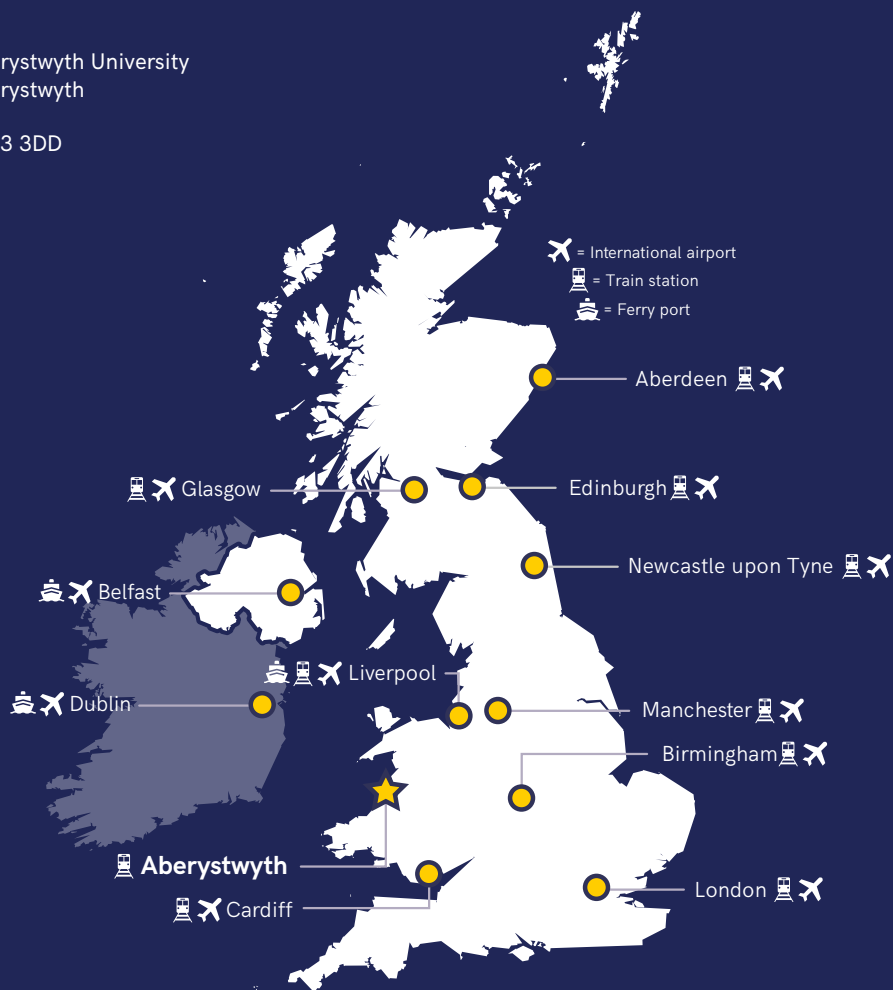 rystwyth University
rystwyth
3 3DD
= International airport
= Train station
= Ferry port
Aberdeen
Glasgow
Edinburgh
Newcastle upon Tyne
Belfast
Liverpool
Dublin
Manchester
Birmingham
Aberystwyth
London
Cardiff